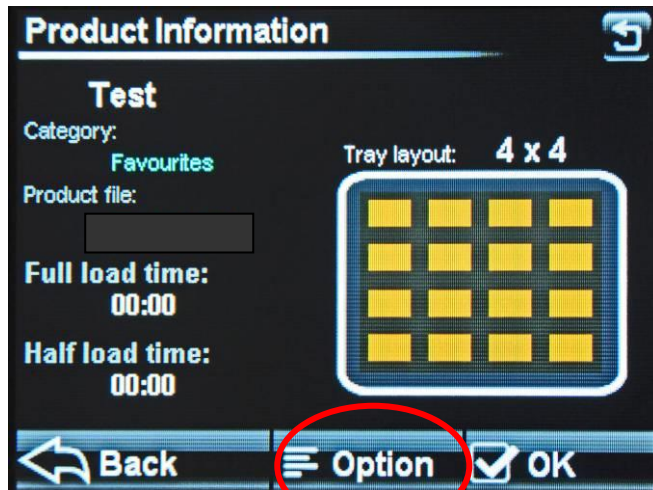 Product Information
Test
Category:
Favourites
Product file:
Full load time:
00:00
Half load time:
00:00
Tray layout: 4 x 4
Back
Option
OK